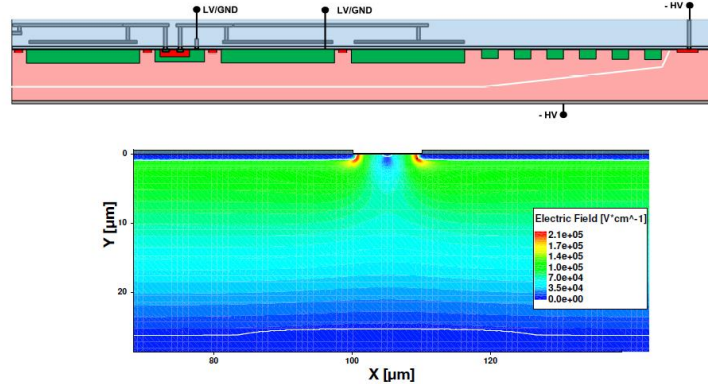 LV/GND LV/GND - HV
- HV
0
10
20
Y [µm]
80 100 120
X [µm]
Electric Field [V*cm^-1]
2.1e+05
1.7e+05
1.4e+05
1.0e+05
7.0e+04
3.5e+04
0.0e+00